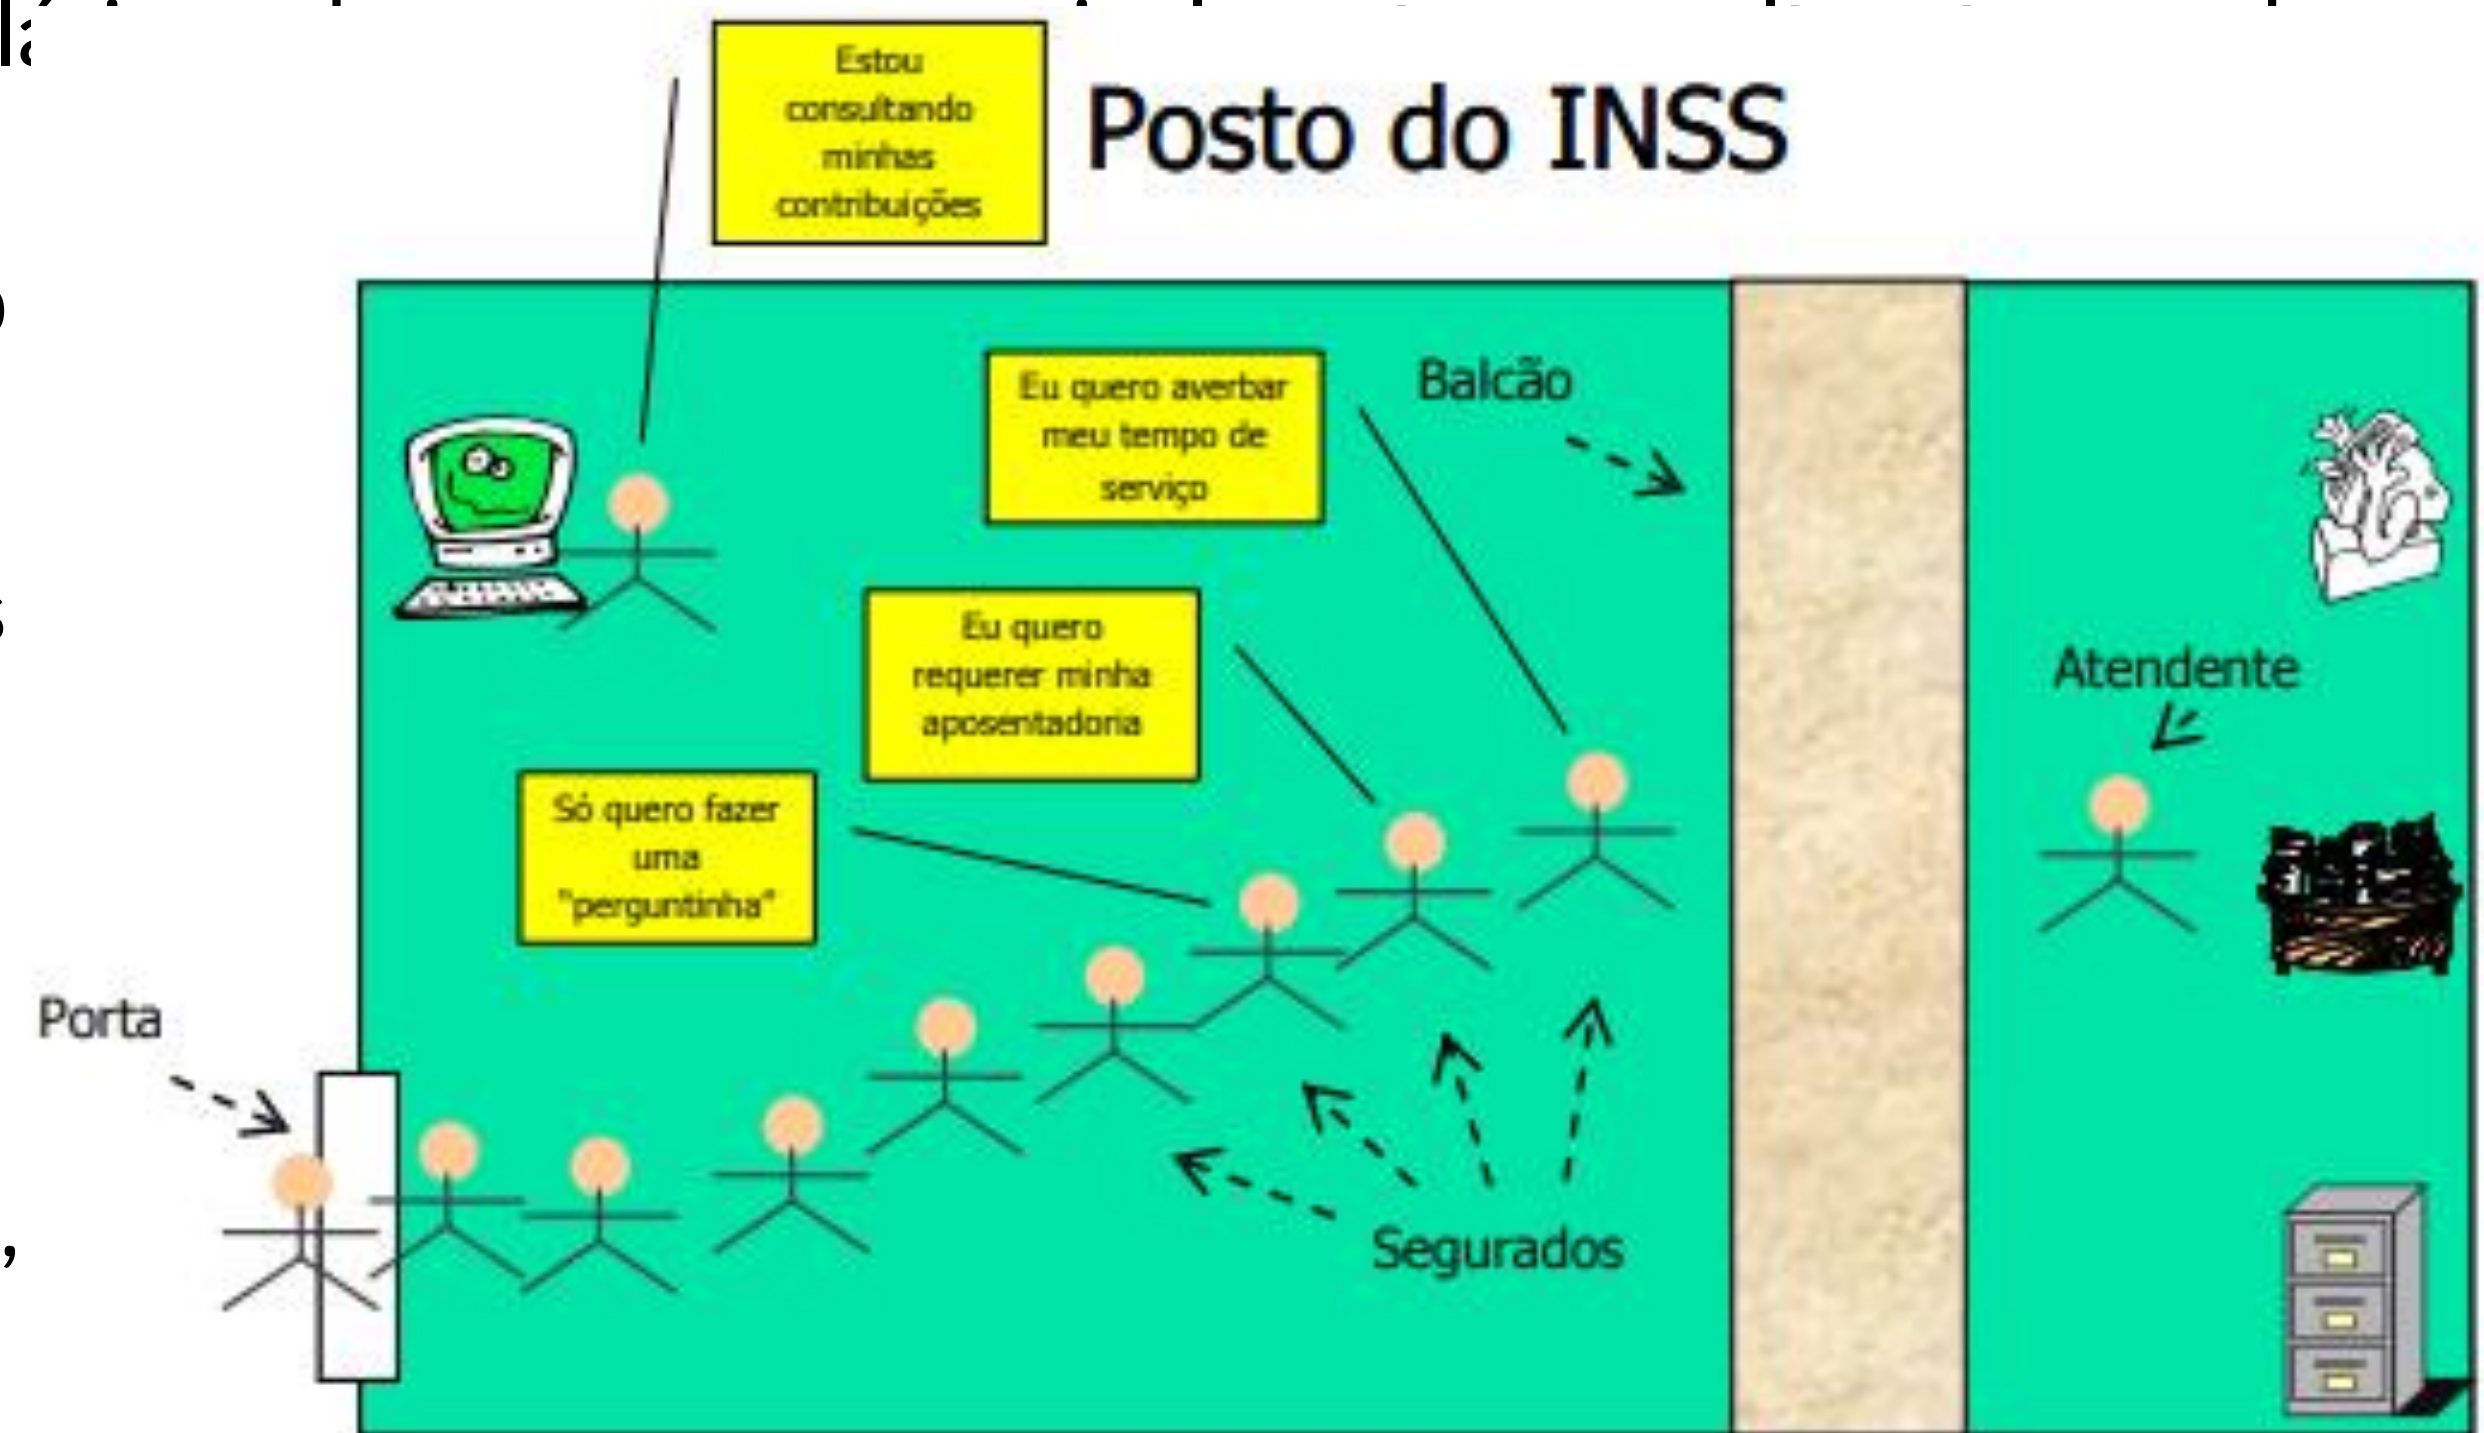 Estou
consultando
minhas
contribuições
Posto do INSS
Eu quero averbar
meu tempo de
serviço
Balcão
Eu quero
requerer minha
aposentadoria
Atendente
Só quero fazer
uma
"perguntinha"
Porta
Segurados